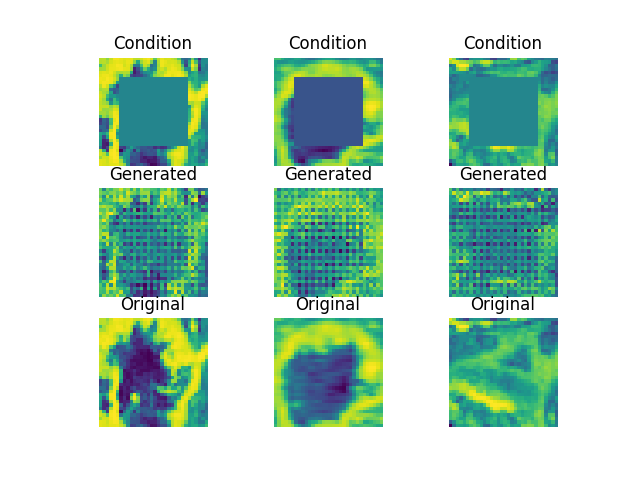 Condition Condition Condition
Generated Generated Generated
Original Original Original